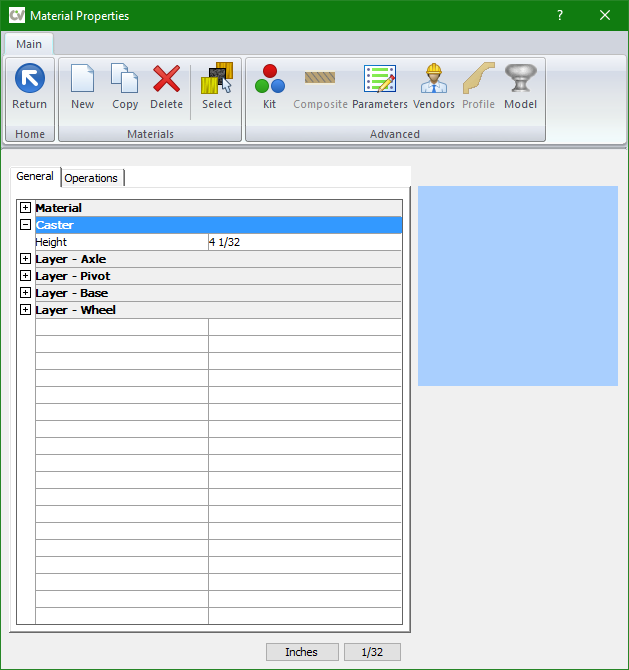 CV Material Properties ?
Main
Return New Copy Delete Select Kit Composite Parameters Vendors Profile Model
Home Materials Advanced
General Operations
Material
Caster
Height 4 1/32
Layer - Axle
Layer - Pivot
Layer - Base
Layer - Wheel
Inches 1/32